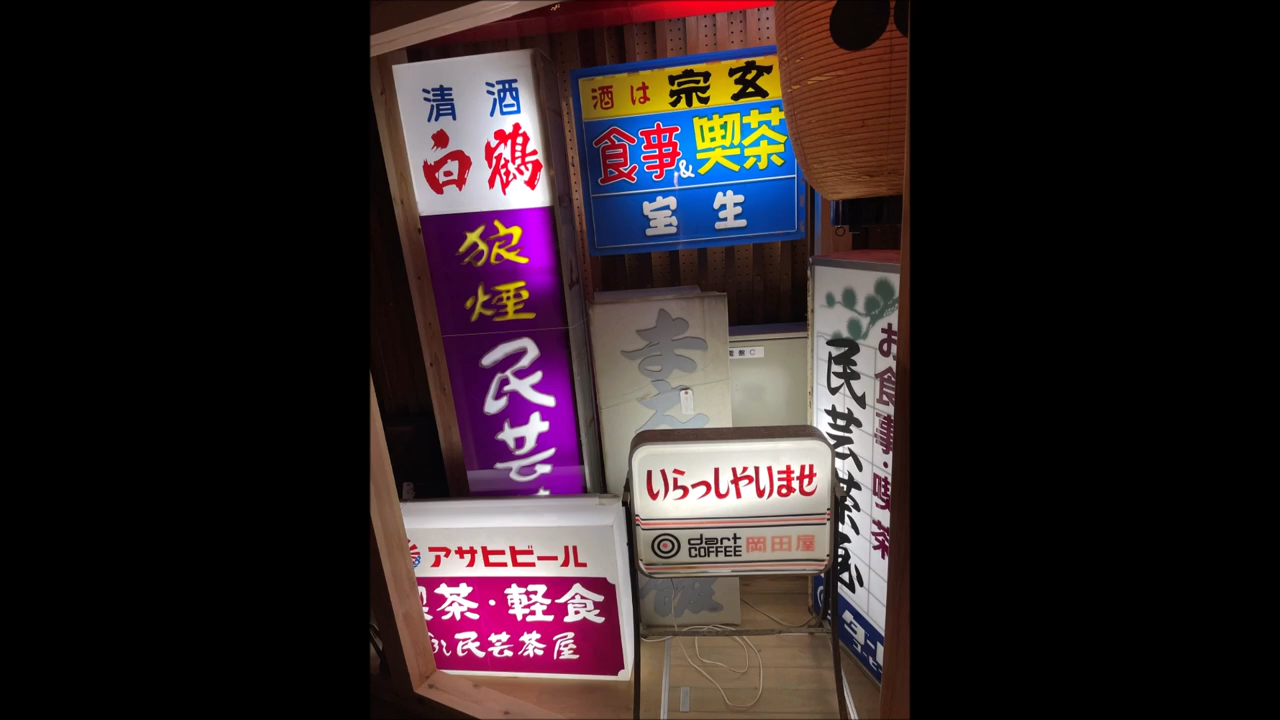 清酒
白鶴
狼煙
民芸
酒は宗玄
食事&喫茶
宝生
まえ
いらっしゃいませ
dart
COFFEE
岡田屋
アサヒビール
喫茶・軽食
民芸茶屋
お食事・喫茶
民芸茶屋